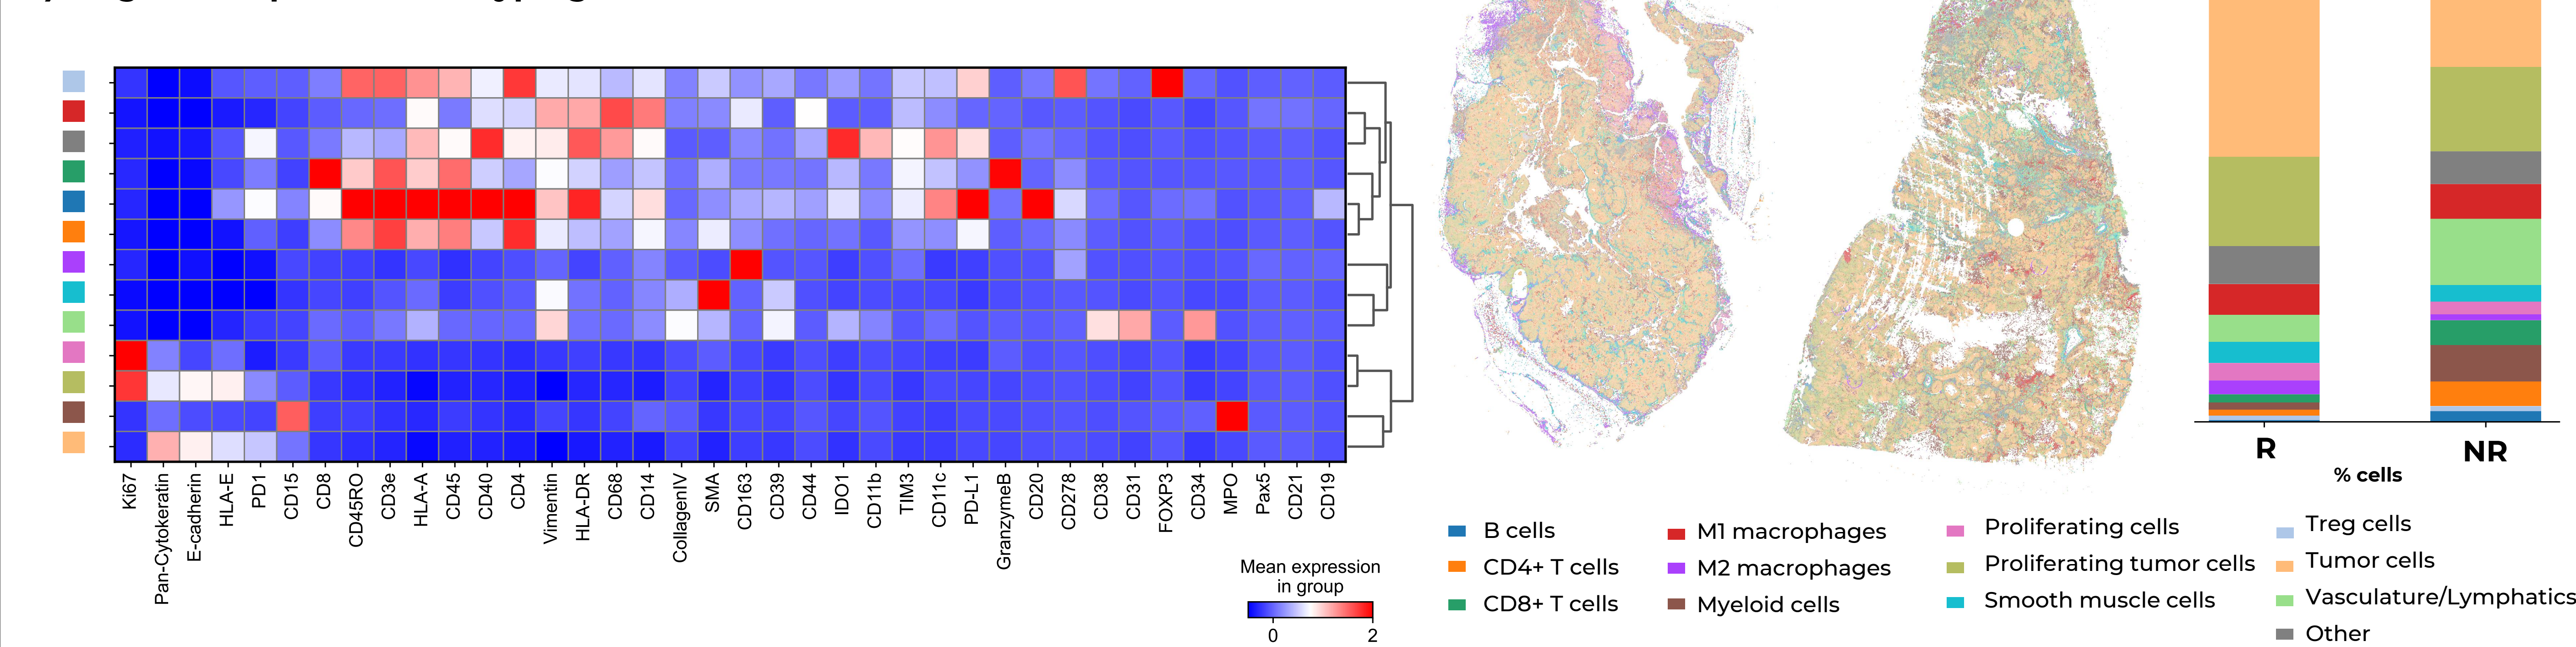 Ki67
Pan-Cytokeratin
E-cadherin
HLA-E
PD1
CD15
CD8
CD45RO
CD3e
HLA-A
CD45
CD40
CD4
Vimentin
HLA-DR
CD68
CD14
CollagenIV
SMA
CD163
CD39
CD44
IDO1
CD11b
TIM3
CD11c
PD-L1
GranzymeB
CD20
CD278
CD38
CD31
FOXP3
CD34
MPO
Pax5
CD21
CD19
Mean expression
in group
0 2
R NR
% cells
B cells
CD4+ T cells
CD8+ T cells
M1 macrophages
M2 macrophages
Myeloid cells
Proliferating cells
Proliferating tumor cells
Smooth muscle cells
Treg cells
Tumor cells
Vasculature/Lymphatics
Other